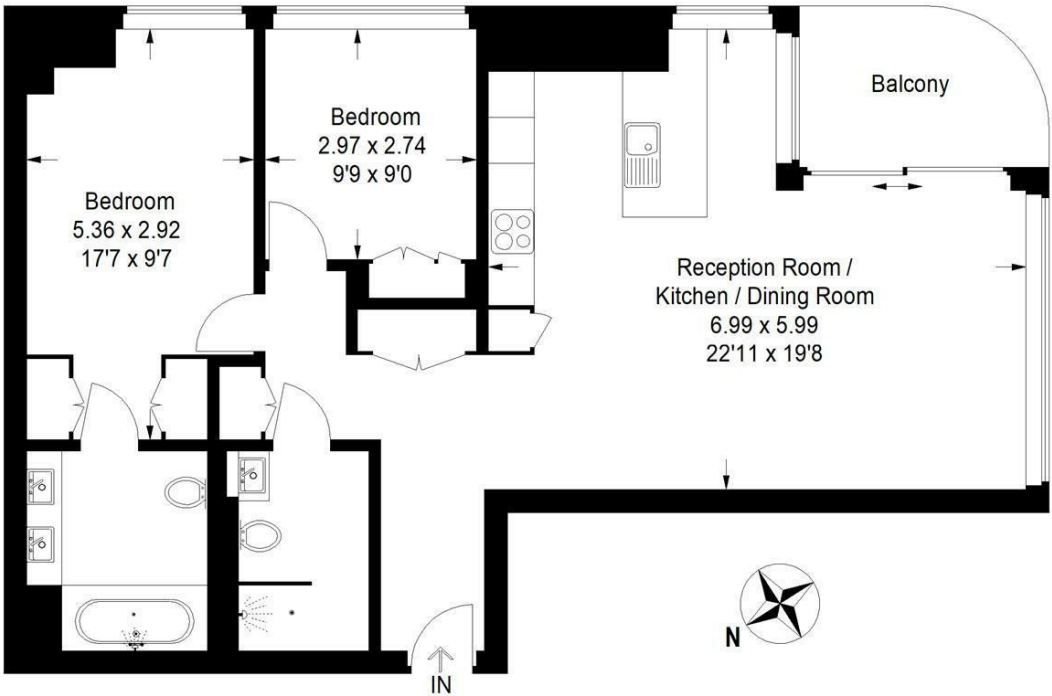 Balcony
Bedroom
2.97 x 2.74
9'9 x 9'0
Bedroom
5.36 x 2.92
17'7 x 9'7
Reception Room /
Kitchen / Dining Room
6.99 x 5.99
22'11 x 19'8
N
IN